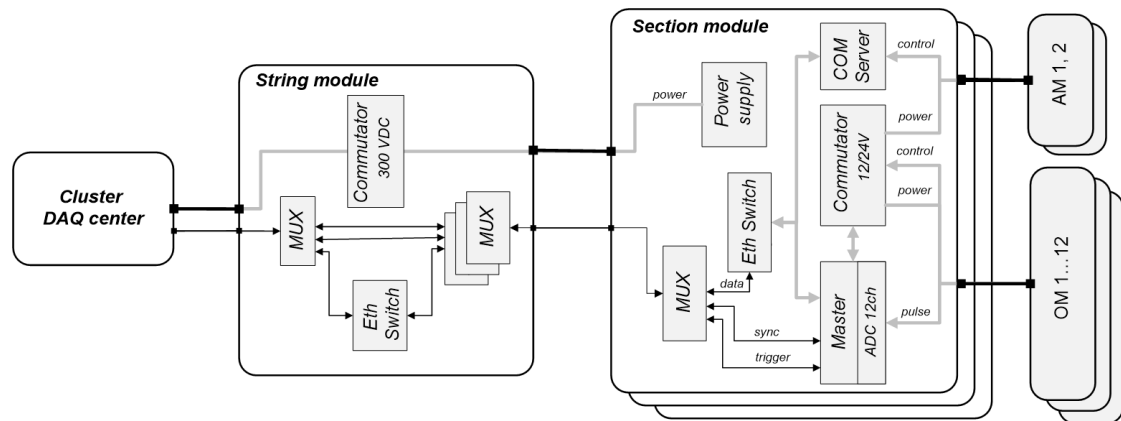 Cluster
DAQ center
String module
Commutator
300 VDC
MUX
MUX
Eth
Switch
Section module
power
Power
supply
Eth Switch
MUX
data
sync
trigger
COM
Server
Commutator
12/24V
Master
ADC 12ch
control
power
control
power
pulse
AM 1, 2
OM 1...12